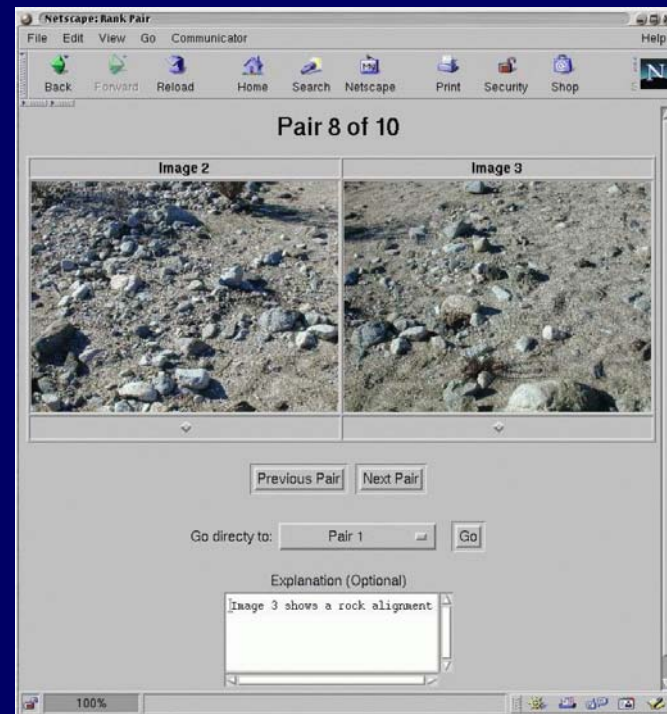 Netscape: Rank Pair
File Edit View Go Communicator Help
Back Forward Reload Home Search Netscape Print Security Shop S N
Pair 8 of 10
Image 2 Image 3
Previous Pair Next Pair
Go directy to: Pair 1 Go
Explanation (Optional)
Image 3 shows a rock alignment
100%